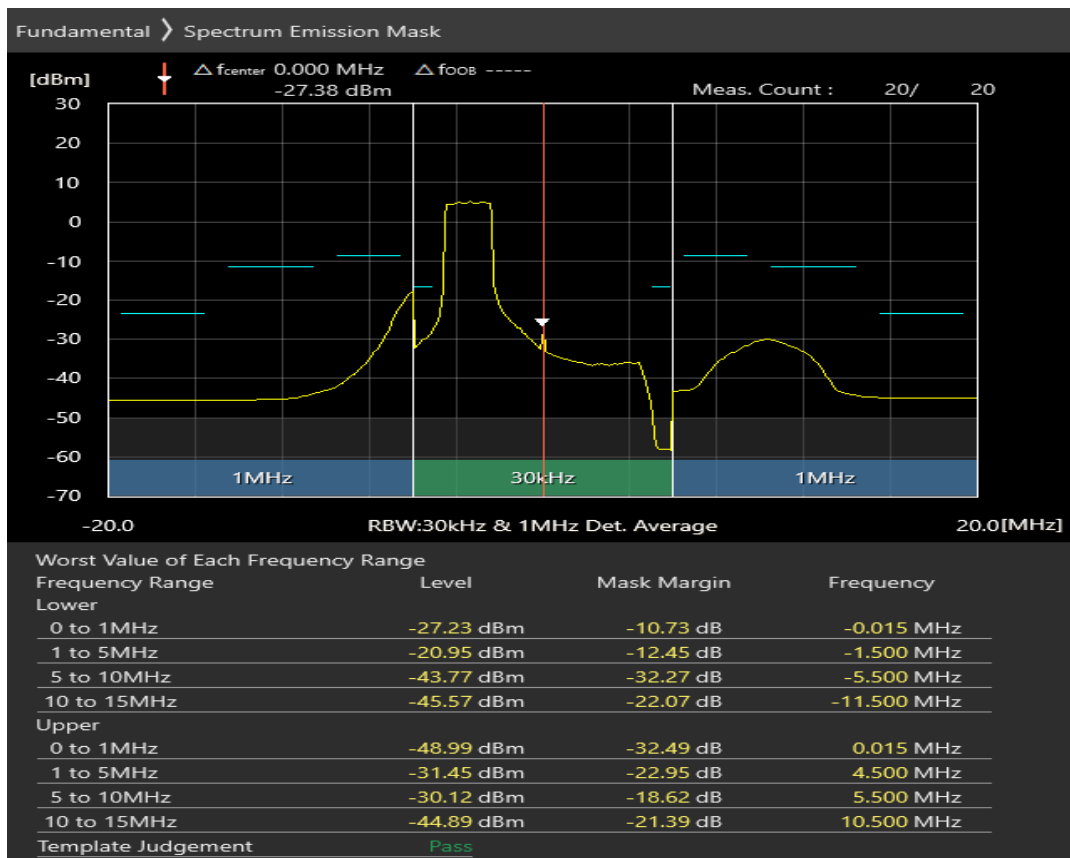 Fundamental ❯ Spectrum Emission Mask
[dBm] △ fcenter 0.000 MHz △ fOOB -----
-27.38 dBm Meas. Count : 20/ 20
30
20
10
0
-10
-20
-30
-40
-50
-60
1MHz 30kHz 1MHz
-70
-20.0 RBW:30kHz & 1MHz Det. Average 20.0[MHz]
Worst Value of Each Frequency Range
Frequency Range Level Mask Margin Frequency
Lower
0 to 1MHz -27.23 dBm -10.73 dB -0.015 MHz
1 to 5MHz -20.95 dBm -12.45 dB -1.500 MHz
5 to 10MHz -43.77 dBm -32.27 dB -5.500 MHz
10 to 15MHz -45.57 dBm -22.07 dB -11.500 MHz
Upper
0 to 1MHz -48.99 dBm -32.49 dB 0.015 MHz
1 to 5MHz -31.45 dBm -22.95 dB 4.500 MHz
5 to 10MHz -30.12 dBm -18.62 dB 5.500 MHz
10 to 15MHz -44.89 dBm -21.39 dB 10.500 MHz
Template Judgement Pass